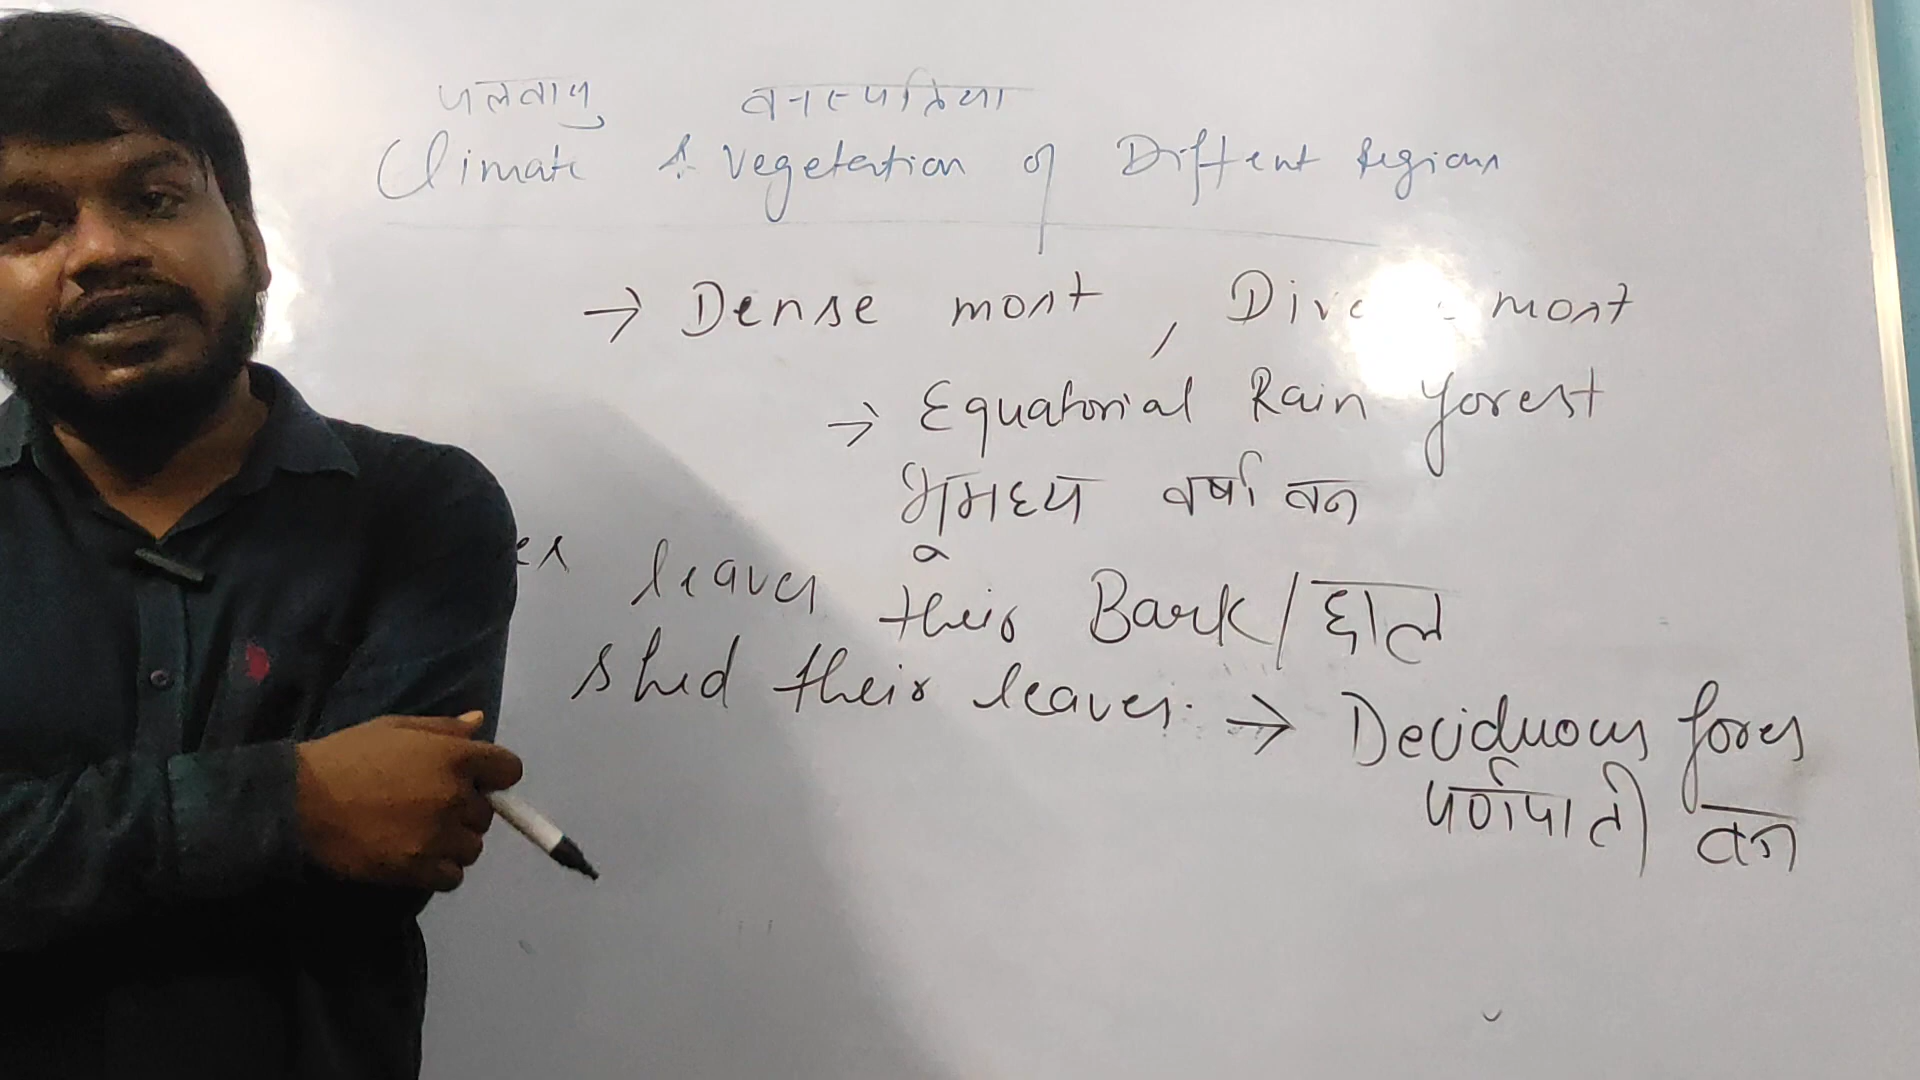 जलवायु वनस्पतियां
Climate & Vegetation of Diffent Regions
→ Dense most, most
→ Equatorial Rain forest
भूमध्य वर्षा वन
leaves their Bark/छाल
shed their leaves. → Deciduous fores
पर्णपाती वन